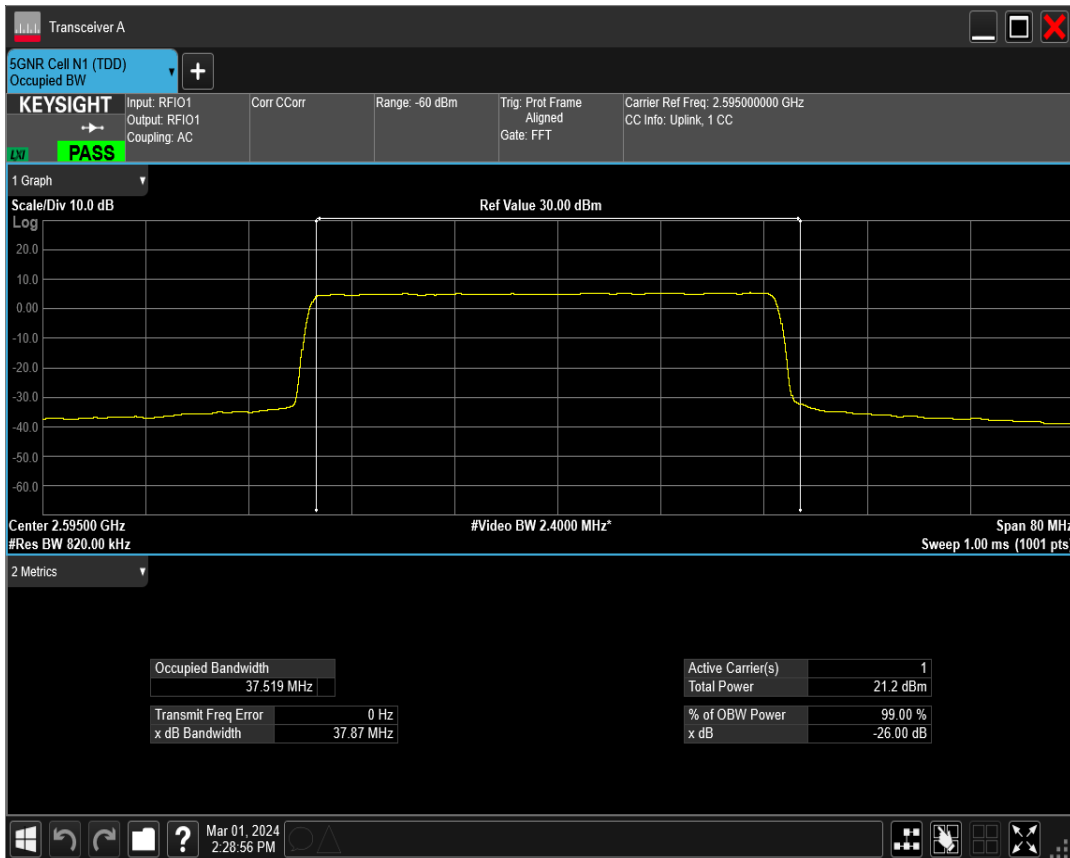 Transceiver A
5GNR Cell N1 (TDD)
Occupied BW
+
KEYSIGHT
LXI
PASS
Input: RFIO1
Output: RFIO1
Coupling: AC
Corr CCorr
Range: -60 dBm
Trig: Prot Frame
Aligned
Gate: FFT
Carrier Ref Freq: 2.595000000 GHz
CC Info: Uplink, 1 CC
1 Graph
Scale/Div 10.0 dB
Ref Value 30.00 dBm
Log
20.0
10.0
0.00
-10.0
-20.0
-30.0
-40.0
-50.0
-60.0
Center 2.59500 GHz
#Video BW 2.4000 MHz*
Span 80 MHz
#Res BW 820.00 kHz
Sweep 1.00 ms (1001 pts)
2 Metrics
Occupied Bandwidth
37.519 MHz
Transmit Freq Error 0 Hz
x dB Bandwidth 37.87 MHz
Active Carrier(s) 1
Total Power 21.2 dBm
% of OBW Power 99.00 %
x dB -26.00 dB
?
Mar 01, 2024
2:28:56 PM